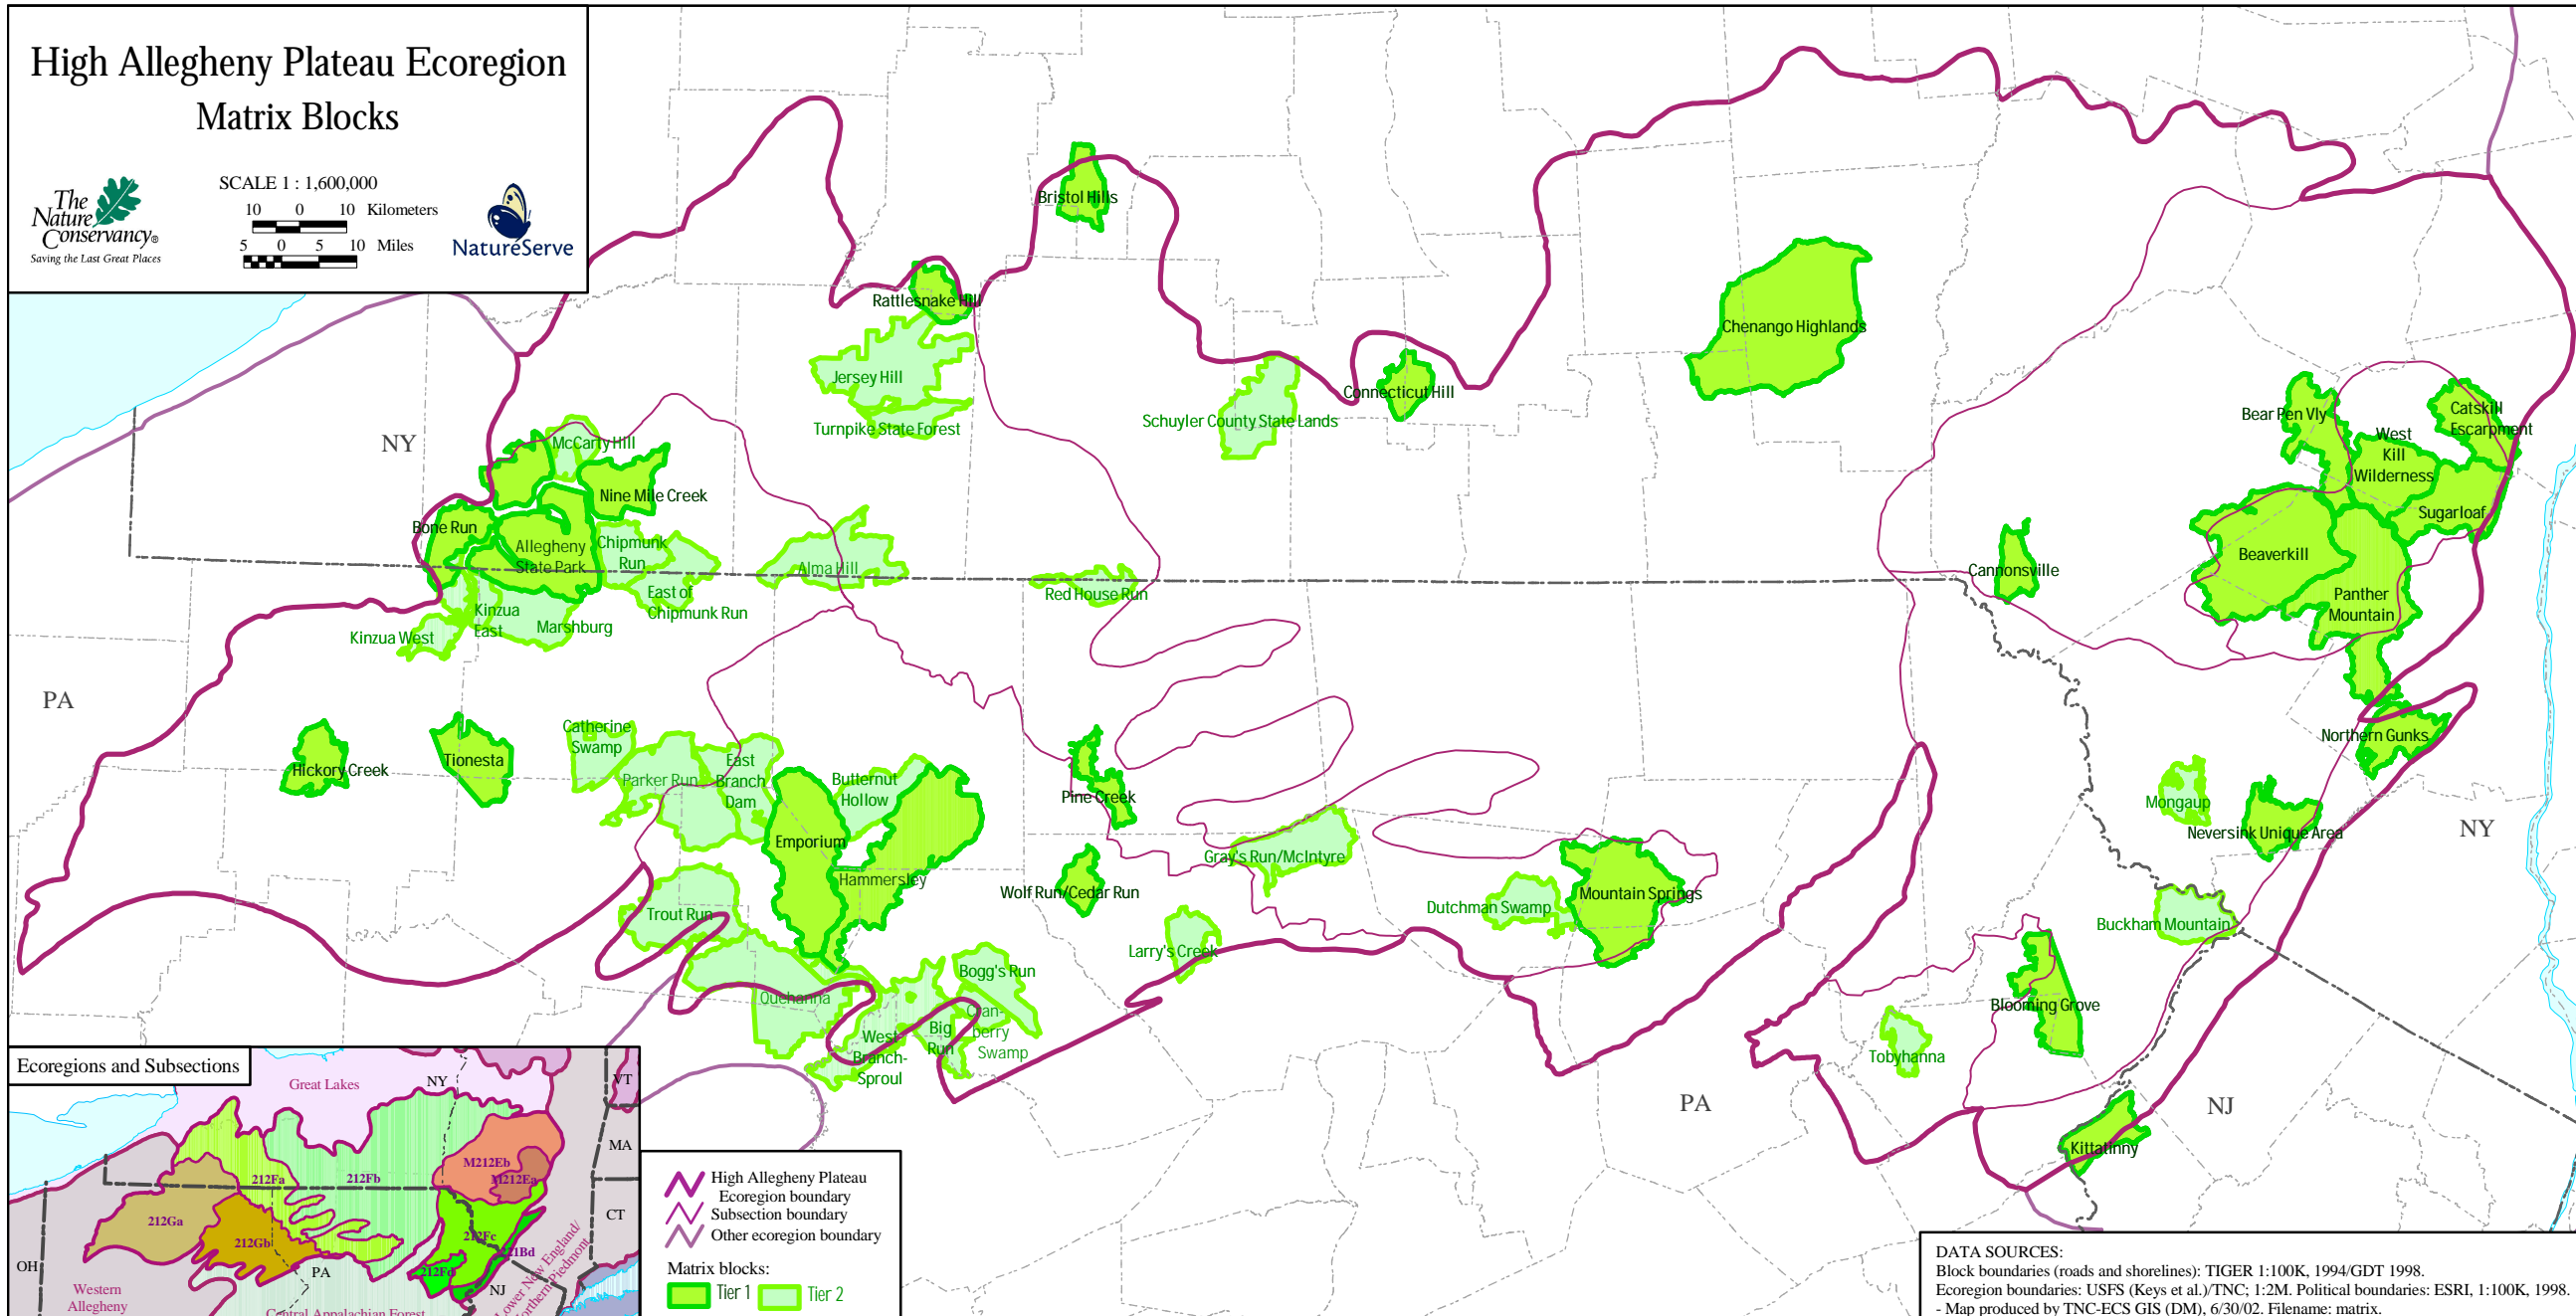 High Allegheny Plateau Ecoregion
Matrix Blocks
The
Nature
Conservancy®
Saving the Last Great Places
SCALE 1 : 1,600,000
10 0 10 Kilometers
5 0 5 10 Miles
NatureServe
Bristol Hills
Rattlesnake Hill
Chenango Highlands
Jersey Hill
Turnpike State Forest
Connecticut Hill
Schuyler County State Lands
Bear Pen Vly
Catskill
Escarpment
West
Kill
Wilderness
Sugarloaf
NY
McCarty Hill
Nine Mile Creek
Bone Run
Allegheny
State Park
Chipmunk
Run
East of
Chipmunk Run
Alma Hill
Red House Run
Cannonsville
Beaverkill
Panther
Mountain
Kinzua
East
Marshburg
Kinzua West
PA
Hickory Creek
Tionesta
Catherine
Swamp
Parker Run
East
Branch
Dam
Butternut
Hollow
Emporium
Hammersley
Pine Creek
Wolf Run/Cedar Run
Gray's Run/McIntyre
Northern Gunks
Mongaup
Neversink Unique Area
NY
Trout Run
Dutchman Swamp
Mountain Springs
Buckham Mountain
Larry's Creek
Bogg's Run
Quehanna
Cran-
berry
Swamp
Big
Run
West
Branch-
Sproul
Blooming Grove
Tobyhanna
PA
NJ
Kittatinny
Ecoregions and Subsections
Great Lakes
NY
VT
MA
CT
M212Eb
M212Ea
212Fa
212Fb
212Ga
212Gb
212Fc
221Bd
212Fd
OH
PA
NJ
Western
Allegheny
Central Appalachian Forest
Lower New England/
Northern Piedmont
High Allegheny Plateau
Ecoregion boundary
Subsection boundary
Other ecoregion boundary
Matrix blocks:
Tier 1 Tier 2
DATA SOURCES:
Block boundaries (roads and shorelines): TIGER 1:100K, 1994/GDT 1998.
Ecoregion boundaries: USFS (Keys et al.)/TNC; 1:2M. Political boundaries: ESRI, 1:100K, 1998.
- Map produced by TNC-ECS GIS (DM), 6/30/02. Filename: matrix.